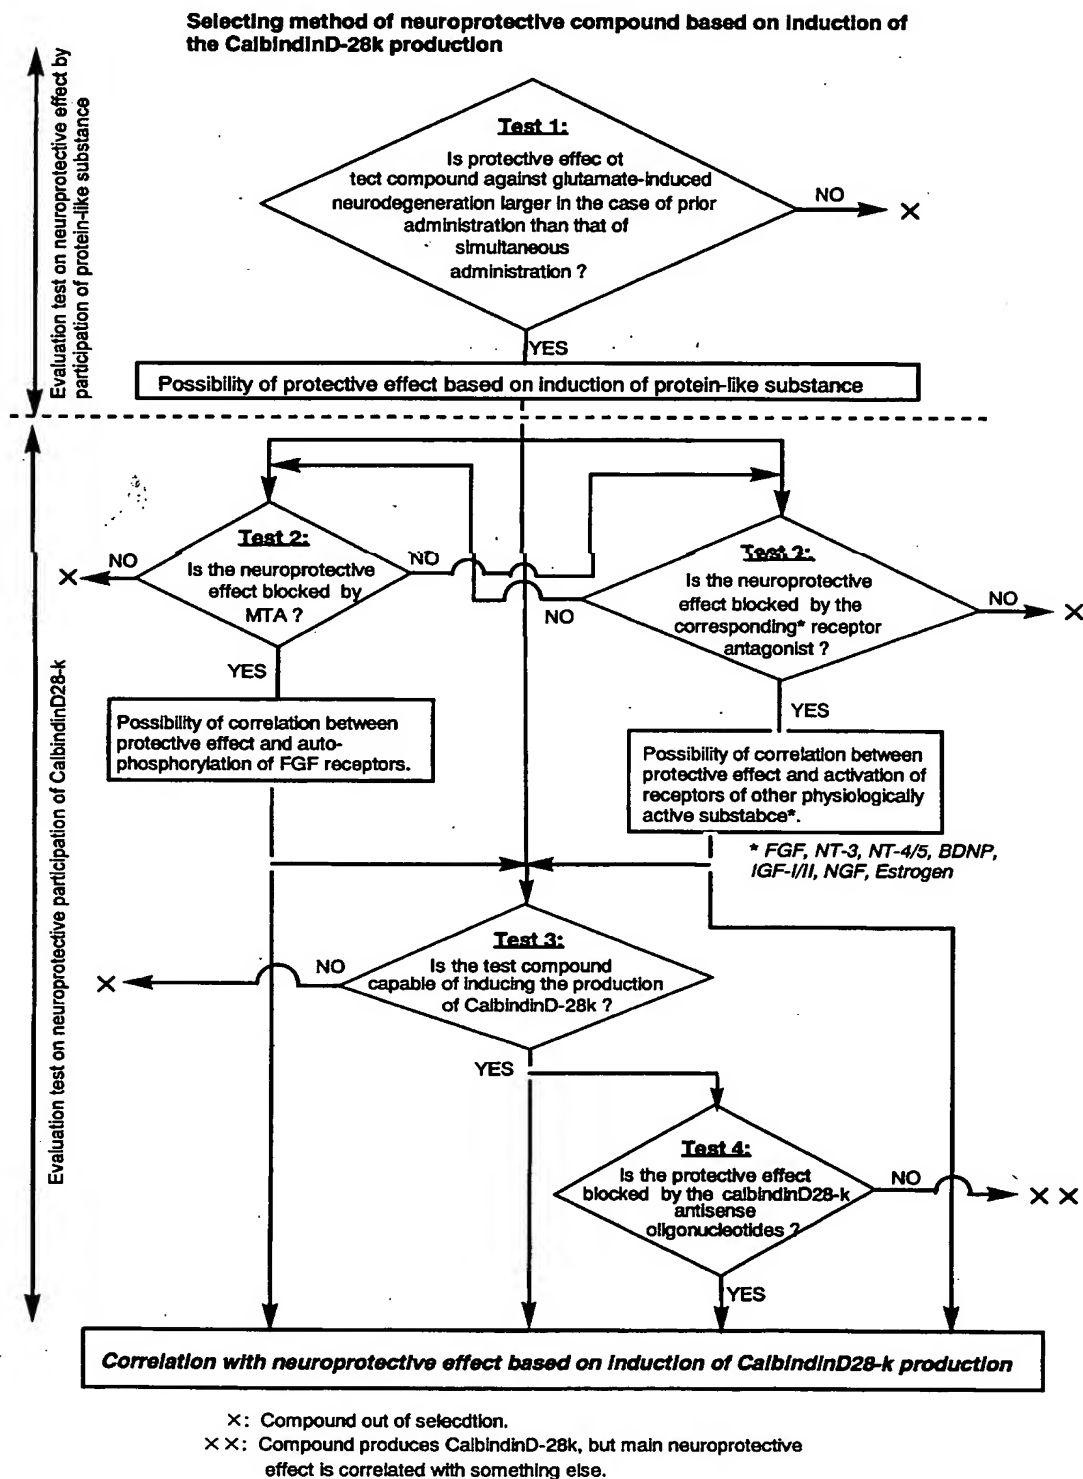 Selecting method of neuroprotective compound based on induction of
the CalbindinD-28k production
Evaluation test on neuroprotective effect by
participation of protein-like substance
Test 1:
Is protective effec ot
tect compound against glutamate-induced
neurodegeneration larger in the case of prior
administration than that of
simultaneous
administration ?
NO
×
YES
Possibility of protective effect based on induction of protein-like substance
Evaluation test on neuroprotective participation of CalbindinD28-k
Test 2:
Is the neuroprotective
effect blocked by
MTA ?
NO
×
NO
YES
Possibility of correlation between
protective effect and auto-
phosphorylation of FGF receptors.
Test 2:
Is the neuroprotective
effect blocked by the
corresponding* receptor
antagonist ?
NO
NO
×
YES
Possibility of correlation between
protective effect and activation of
receptors of other physiologically
active substabce*.
* FGF, NT-3, NT-4/5, BDNP,
IGF-I/II, NGF, Estrogen
Test 3:
Is the test compound
capable of inducing the production
of CalbindinD-28k ?
NO
×
YES
Test 4:
Is the protective effect
blocked by the calbindinD28-k
antisense
oligonucleotides ?
NO
× ×
YES
Correlation with neuroprotective effect based on induction of CalbindinD28-k production
×: Compound out of selecdtion.
× ×: Compound produces CalbindinD-28k, but main neuroprotective
effect is correlated with something else.